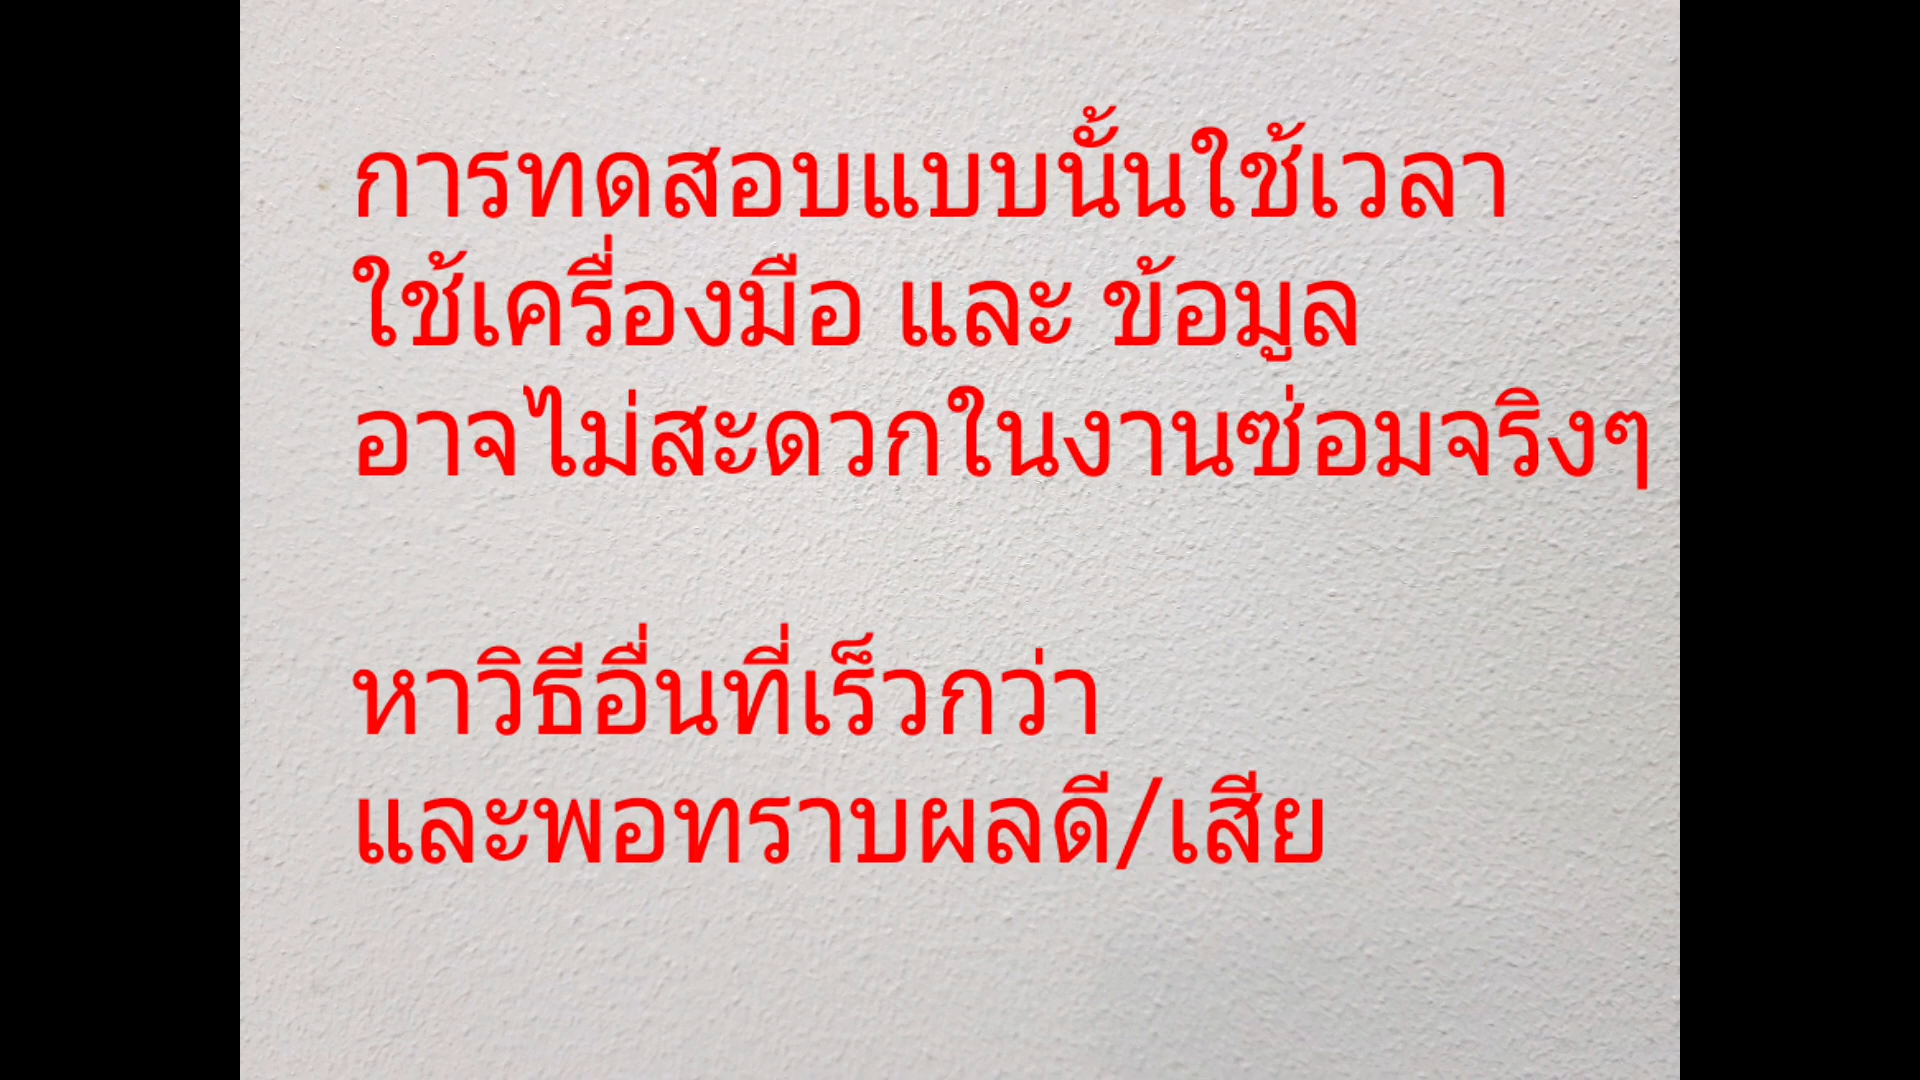 การทดสอบแบบนั้นใช้เวลา
ใช้เครื่องมือ และ ข้อมูล
อาจไม่สะดวกในงานซ่อมจริงๆ
หาวิธีอื่นที่เร็วกว่า
และพอทราบผลดี/เสีย